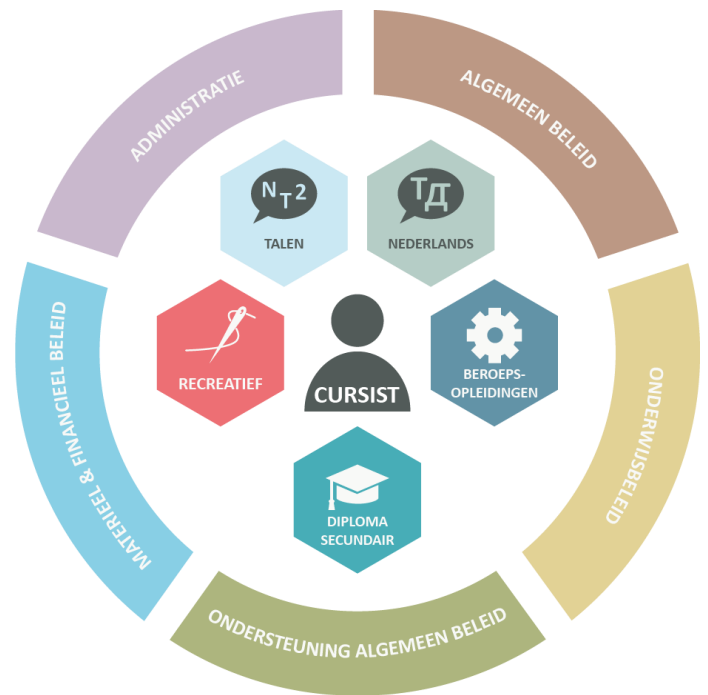 ADMINISTRATIE
ALGEMEEN BELEID
NT2
TALEN
TД
NEDERLANDS
MATERIEEL & FINANCIEEL BELEID
RECREATIEF
CURSIST
BEROEPS-
OPLEIDINGEN
ONDERWIJSBELEID
DIPLOMA
SECUNDAIR
ONDERSTEUNING ALGEMEEN BELEID